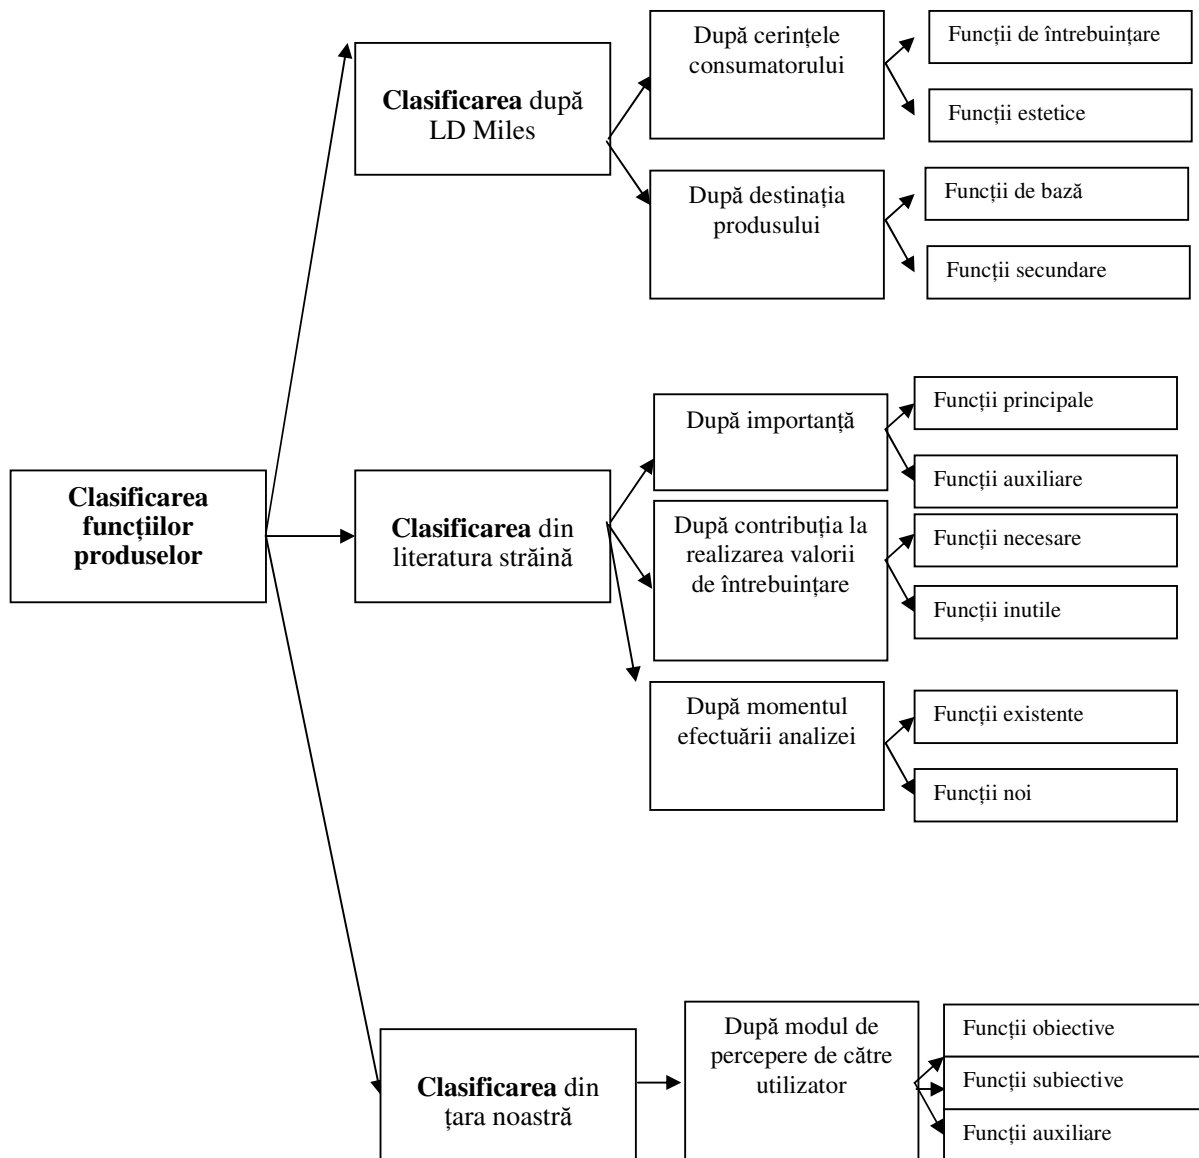 Clasificarea
funcțiilor
produselor
Clasificarea după
LD Miles
După cerințele
consumatorului
Funcții de întrebuințare
Funcții estetice
După destinația
produsului
Funcții de bază
Funcții secundare
Clasificarea din
literatura străină
După importanță
Funcții principale
Funcții auxiliare
După contribuția la
realizarea valorii
de întrebuințare
Funcții necesare
Funcții inutile
După momentul
efectuării analizei
Funcții existente
Funcții noi
Clasificarea din
țara noastră
După modul de
percepere de către
utilizator
Funcții obiective
Funcții subiective
Funcții auxiliare